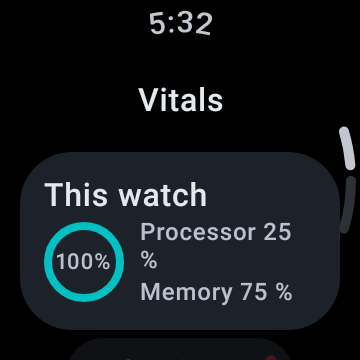 5:32
Vitals
This watch
100%
Processor 25
%
Memory 75 %